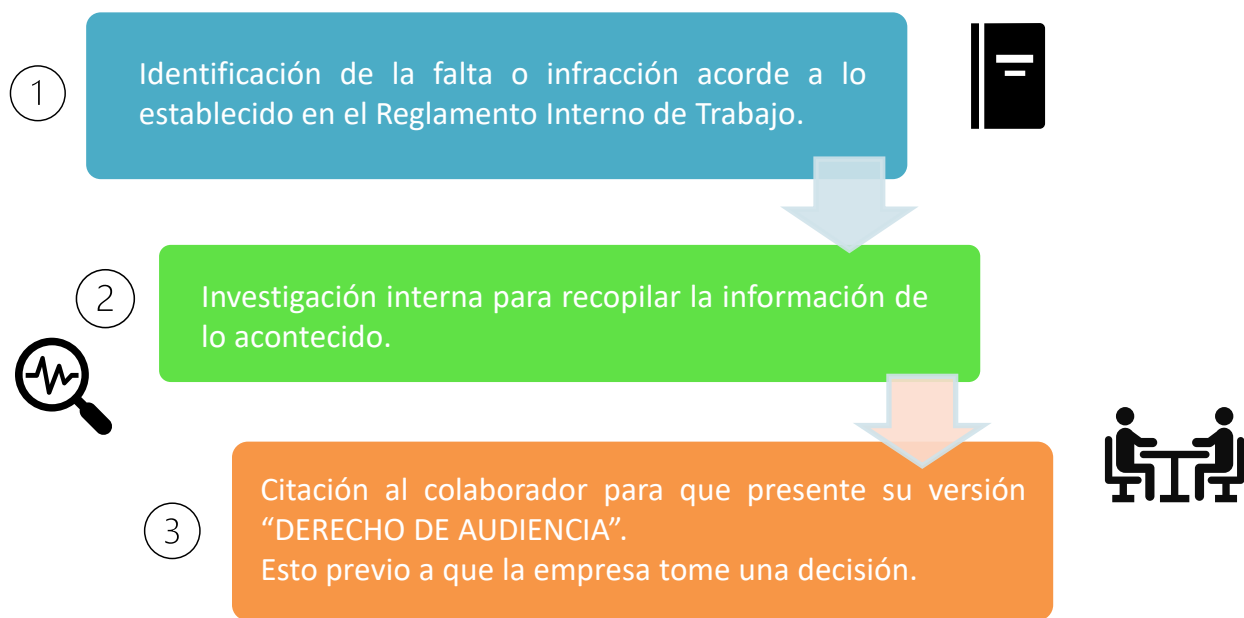 1
Identificación de la falta o infracción acorde a lo
establecido en el Reglamento Interno de Trabajo.
2
Investigación interna para recopilar la información de
lo acontecido.
3
Citación al colaborador para que presente su versión
“DERECHO DE AUDIENCIA”.
Esto previo a que la empresa tome una decisión.